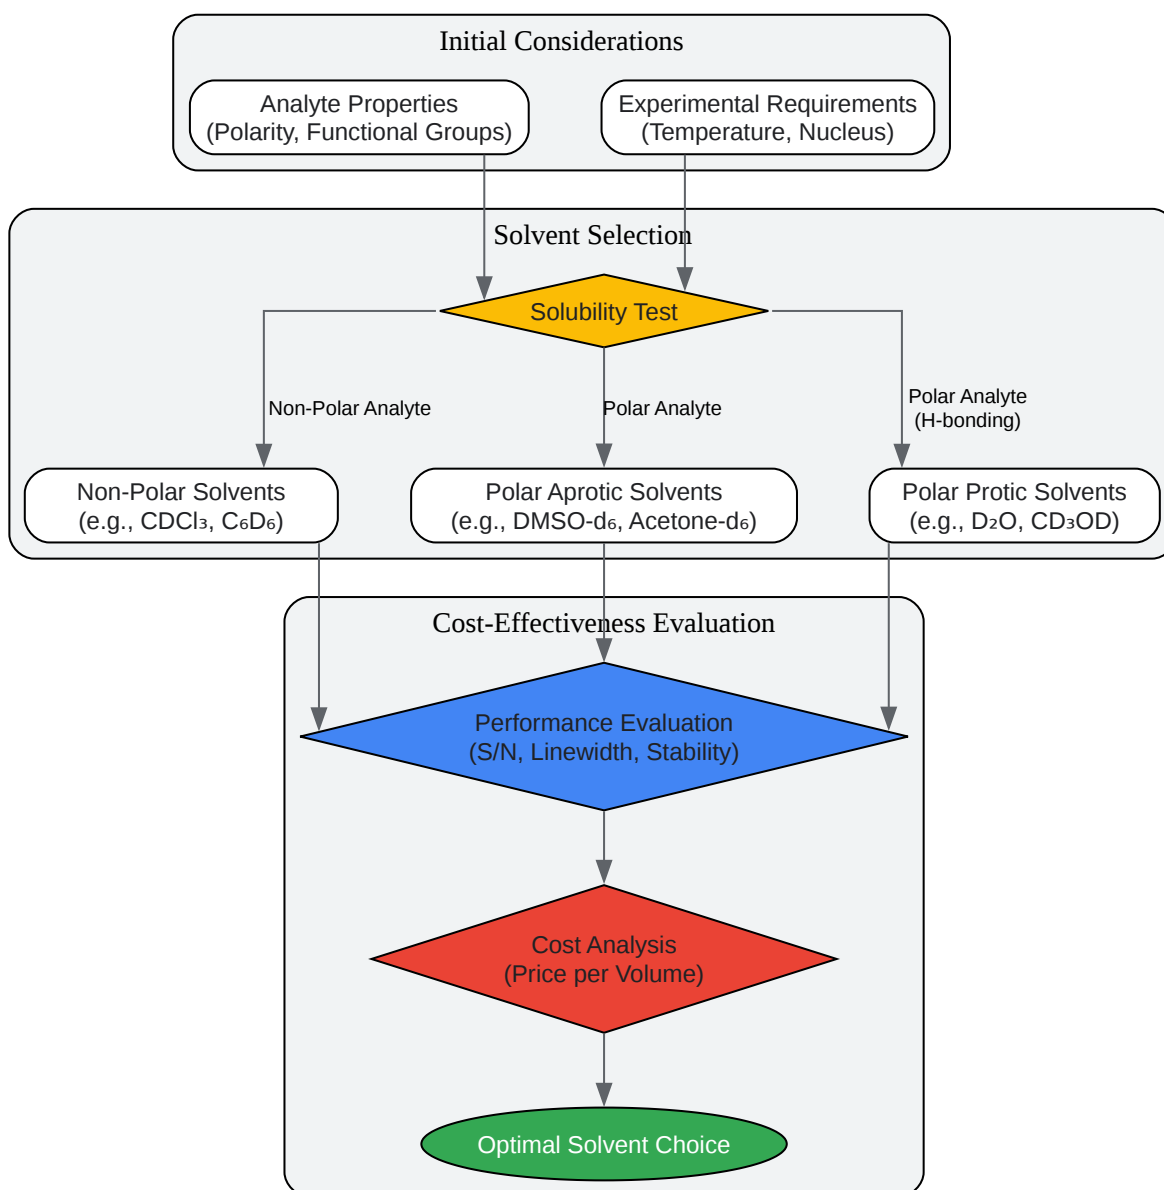 Initial Considerations
Analyte Properties
(Polarity, Functional Groups)
Experimental Requirements
(Temperature, Nucleus)
Solvent Selection
Solubility Test
Non-Polar Analyte
Polar Analyte
Polar Analyte
(H-bonding)
Non-Polar Solvents
(e.g., CDCl₃, C₆D₆)
Polar Aprotic Solvents
(e.g., DMSO-d₆, Acetone-d₆)
Polar Protic Solvents
(e.g., D₂O, CD₃OD)
Cost-Effectiveness Evaluation
Performance Evaluation
(S/N, Linewidth, Stability)
Cost Analysis
(Price per Volume)
Optimal Solvent Choice